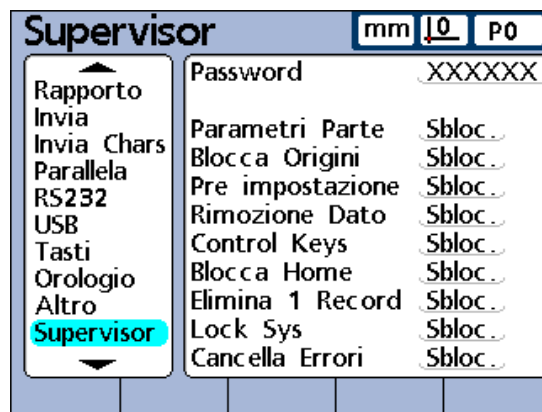 Supervisor
mm
0
P0
Rapporto
Invia
Invia Chars
Parallela
RS232
USB
Tasti
Orologio
Altro
Supervisor
Password XXXXXX
Parametri Parte Sbloc.
Blocca Origini Sbloc.
Pre impostazione Sbloc.
Rimozione Dato Sbloc.
Control Keys Sbloc.
Blocca Home Sbloc.
Elimina 1 Record Sbloc.
Lock Sys Sbloc.
Cancella Errori Sbloc.